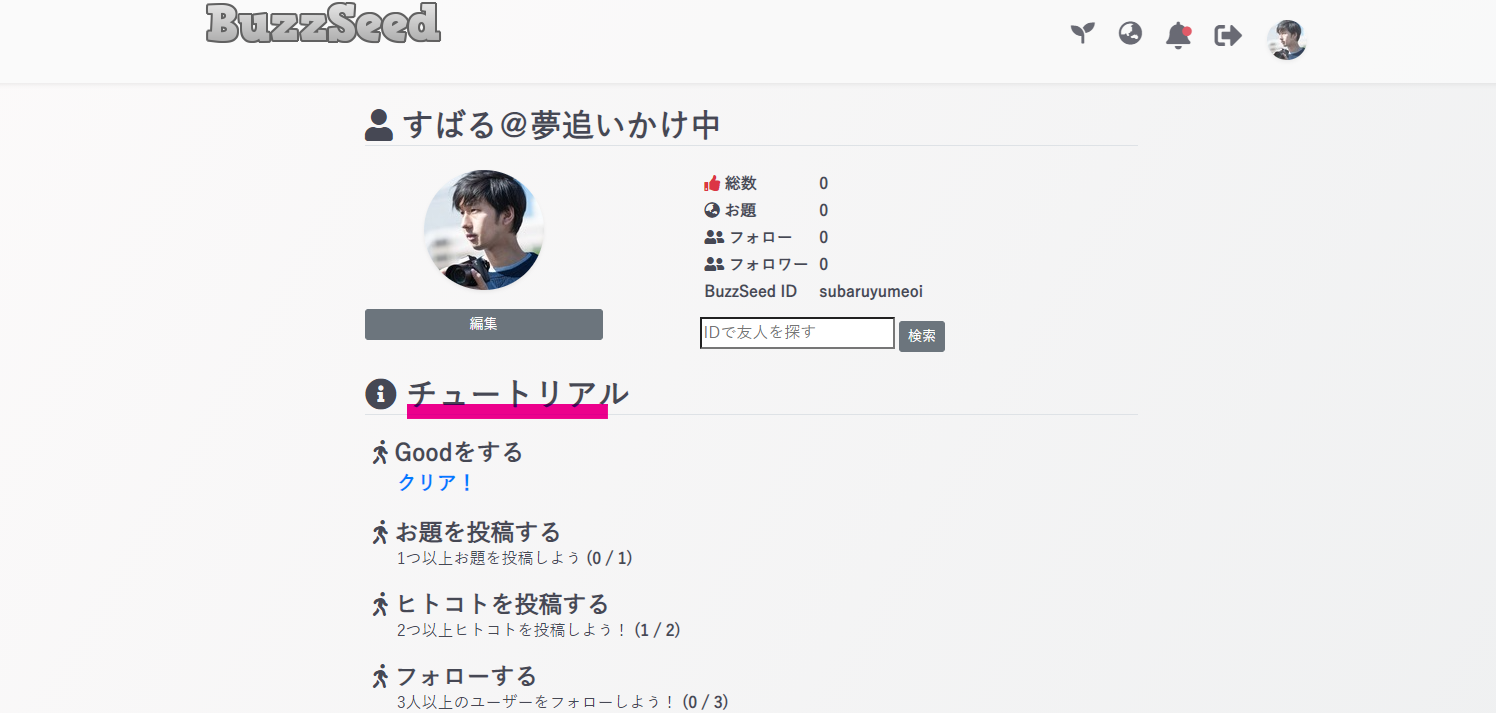 BuzzSeed
すばる@夢追いかけ中
総数 0
お題 0
フォロー 0
フォロワー 0
BuzzSeed ID subaruyumeoi
編集
IDで友人を探す 検索
チュートリアル
Goodをする
クリア！
お題を投稿する
1つ以上お題を投稿しよう (0 / 1)
ヒトコトを投稿する
2つ以上ヒトコトを投稿しよう！ (1 / 2)
フォローする
3人以上のユーザーをフォローしよう！ (0 / 3)